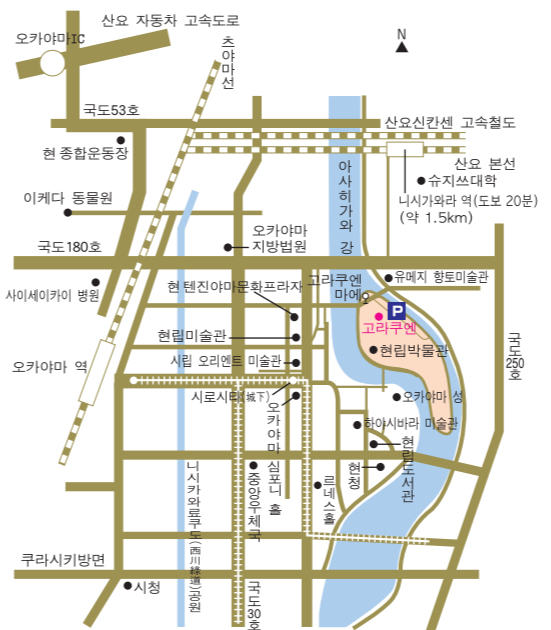 산요 자동차 고속도로
오카야마IC
N
츠야마선
국도53호
산요신칸센 고속철도
현 종합운동장
아사히가와 강
산요 본선
슈지쓰대학
이케다 동물원
니시가와라 역(도보 20분)
(약 1.5km)
오카야마
지방법원
국도180호
고라쿠엔
마에
유메지 향토미술관
사이세이카이 병원
현 텐진야마문화프라자
P
고라쿠엔
현립미술관
현립박물관
국도
250
호
시립 오리엔트 미술관
오카야마 역
시로시타(城下)
오카야마 심포니 홀
오카야마 성
하야시바라 미술관
현립도서관
현청
니시카와료쿠도(西川綠道)공원
중앙우체국
르네스홀
쿠라시키방면
시청
국도30호